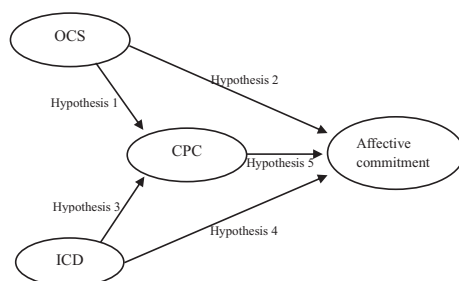 OCS
Hypothesis 2
Hypothesis 1
CPC
Affective
commitment
Hypothesis 5
Hypothesis 3
Hypothesis 4
ICD